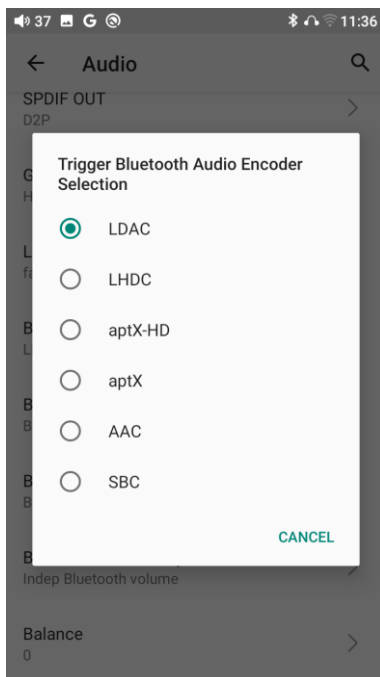 37 G 11:36
Audio
SPDIF OUT
D2P
Trigger Bluetooth Audio Encoder
Selection
LDAC
LHDC
aptX-HD
aptX
AAC
SBC
CANCEL
Indep Bluetooth volume
Balance
0